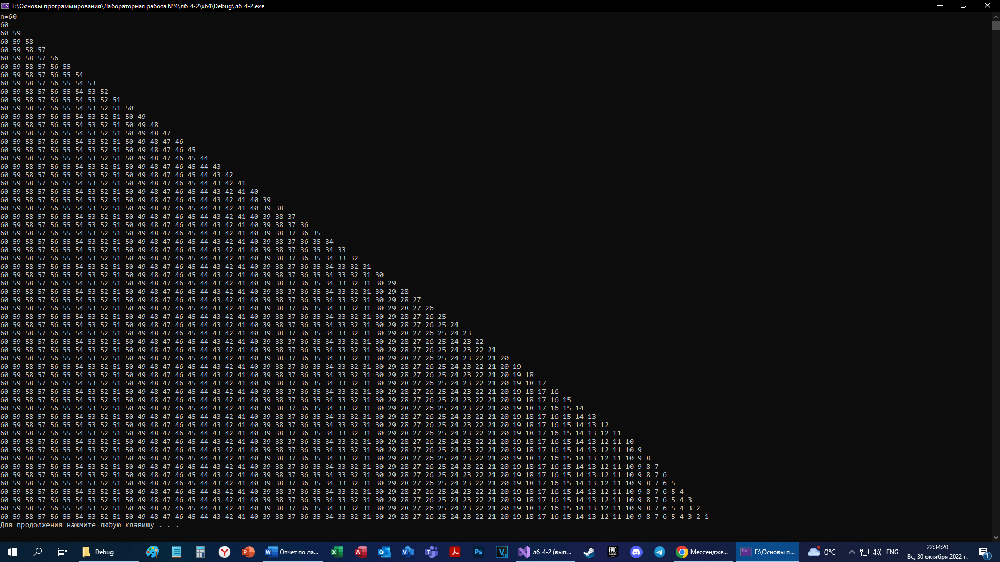 F:\Основы программирования\Лабораторная работа №4\лб_4-2\x64\Debug\лб_4-2.exe
n=60
60
60 59
60 59 58
60 59 58 57
60 59 58 57 56
60 59 58 57 56 55
60 59 58 57 56 55 54
60 59 58 57 56 55 54 53
60 59 58 57 56 55 54 53 52
60 59 58 57 56 55 54 53 52 51
60 59 58 57 56 55 54 53 52 51 50
60 59 58 57 56 55 54 53 52 51 50 49
60 59 58 57 56 55 54 53 52 51 50 49 48
60 59 58 57 56 55 54 53 52 51 50 49 48 47
60 59 58 57 56 55 54 53 52 51 50 49 48 47 46
60 59 58 57 56 55 54 53 52 51 50 49 48 47 46 45
60 59 58 57 56 55 54 53 52 51 50 49 48 47 46 45 44
60 59 58 57 56 55 54 53 52 51 50 49 48 47 46 45 44 43
60 59 58 57 56 55 54 53 52 51 50 49 48 47 46 45 44 43 42
60 59 58 57 56 55 54 53 52 51 50 49 48 47 46 45 44 43 42 41
60 59 58 57 56 55 54 53 52 51 50 49 48 47 46 45 44 43 42 41 40
60 59 58 57 56 55 54 53 52 51 50 49 48 47 46 45 44 43 42 41 40 39
60 59 58 57 56 55 54 53 52 51 50 49 48 47 46 45 44 43 42 41 40 39 38
60 59 58 57 56 55 54 53 52 51 50 49 48 47 46 45 44 43 42 41 40 39 38 37
60 59 58 57 56 55 54 53 52 51 50 49 48 47 46 45 44 43 42 41 40 39 38 37 36
60 59 58 57 56 55 54 53 52 51 50 49 48 47 46 45 44 43 42 41 40 39 38 37 36 35
60 59 58 57 56 55 54 53 52 51 50 49 48 47 46 45 44 43 42 41 40 39 38 37 36 35 34
60 59 58 57 56 55 54 53 52 51 50 49 48 47 46 45 44 43 42 41 40 39 38 37 36 35 34 33
60 59 58 57 56 55 54 53 52 51 50 49 48 47 46 45 44 43 42 41 40 39 38 37 36 35 34 33 32
60 59 58 57 56 55 54 53 52 51 50 49 48 47 46 45 44 43 42 41 40 39 38 37 36 35 34 33 32 31
60 59 58 57 56 55 54 53 52 51 50 49 48 47 46 45 44 43 42 41 40 39 38 37 36 35 34 33 32 31 30
60 59 58 57 56 55 54 53 52 51 50 49 48 47 46 45 44 43 42 41 40 39 38 37 36 35 34 33 32 31 30 29
60 59 58 57 56 55 54 53 52 51 50 49 48 47 46 45 44 43 42 41 40 39 38 37 36 35 34 33 32 31 30 29 28
60 59 58 57 56 55 54 53 52 51 50 49 48 47 46 45 44 43 42 41 40 39 38 37 36 35 34 33 32 31 30 29 28 27
60 59 58 57 56 55 54 53 52 51 50 49 48 47 46 45 44 43 42 41 40 39 38 37 36 35 34 33 32 31 30 29 28 27 26
60 59 58 57 56 55 54 53 52 51 50 49 48 47 46 45 44 43 42 41 40 39 38 37 36 35 34 33 32 31 30 29 28 27 26 25
60 59 58 57 56 55 54 53 52 51 50 49 48 47 46 45 44 43 42 41 40 39 38 37 36 35 34 33 32 31 30 29 28 27 26 25 24
60 59 58 57 56 55 54 53 52 51 50 49 48 47 46 45 44 43 42 41 40 39 38 37 36 35 34 33 32 31 30 29 28 27 26 25 24 23
60 59 58 57 56 55 54 53 52 51 50 49 48 47 46 45 44 43 42 41 40 39 38 37 36 35 34 33 32 31 30 29 28 27 26 25 24 23 22
60 59 58 57 56 55 54 53 52 51 50 49 48 47 46 45 44 43 42 41 40 39 38 37 36 35 34 33 32 31 30 29 28 27 26 25 24 23 22 21
60 59 58 57 56 55 54 53 52 51 50 49 48 47 46 45 44 43 42 41 40 39 38 37 36 35 34 33 32 31 30 29 28 27 26 25 24 23 22 21 20
60 59 58 57 56 55 54 53 52 51 50 49 48 47 46 45 44 43 42 41 40 39 38 37 36 35 34 33 32 31 30 29 28 27 26 25 24 23 22 21 20 19
60 59 58 57 56 55 54 53 52 51 50 49 48 47 46 45 44 43 42 41 40 39 38 37 36 35 34 33 32 31 30 29 28 27 26 25 24 23 22 21 20 19 18
60 59 58 57 56 55 54 53 52 51 50 49 48 47 46 45 44 43 42 41 40 39 38 37 36 35 34 33 32 31 30 29 28 27 26 25 24 23 22 21 20 19 18 17
60 59 58 57 56 55 54 53 52 51 50 49 48 47 46 45 44 43 42 41 40 39 38 37 36 35 34 33 32 31 30 29 28 27 26 25 24 23 22 21 20 19 18 17 16
60 59 58 57 56 55 54 53 52 51 50 49 48 47 46 45 44 43 42 41 40 39 38 37 36 35 34 33 32 31 30 29 28 27 26 25 24 23 22 21 20 19 18 17 16 15
60 59 58 57 56 55 54 53 52 51 50 49 48 47 46 45 44 43 42 41 40 39 38 37 36 35 34 33 32 31 30 29 28 27 26 25 24 23 22 21 20 19 18 17 16 15 14
60 59 58 57 56 55 54 53 52 51 50 49 48 47 46 45 44 43 42 41 40 39 38 37 36 35 34 33 32 31 30 29 28 27 26 25 24 23 22 21 20 19 18 17 16 15 14 13
60 59 58 57 56 55 54 53 52 51 50 49 48 47 46 45 44 43 42 41 40 39 38 37 36 35 34 33 32 31 30 29 28 27 26 25 24 23 22 21 20 19 18 17 16 15 14 13 12
60 59 58 57 56 55 54 53 52 51 50 49 48 47 46 45 44 43 42 41 40 39 38 37 36 35 34 33 32 31 30 29 28 27 26 25 24 23 22 21 20 19 18 17 16 15 14 13 12 11
60 59 58 57 56 55 54 53 52 51 50 49 48 47 46 45 44 43 42 41 40 39 38 37 36 35 34 33 32 31 30 29 28 27 26 25 24 23 22 21 20 19 18 17 16 15 14 13 12 11 10
60 59 58 57 56 55 54 53 52 51 50 49 48 47 46 45 44 43 42 41 40 39 38 37 36 35 34 33 32 31 30 29 28 27 26 25 24 23 22 21 20 19 18 17 16 15 14 13 12 11 10 9
60 59 58 57 56 55 54 53 52 51 50 49 48 47 46 45 44 43 42 41 40 39 38 37 36 35 34 33 32 31 30 29 28 27 26 25 24 23 22 21 20 19 18 17 16 15 14 13 12 11 10 9 8
60 59 58 57 56 55 54 53 52 51 50 49 48 47 46 45 44 43 42 41 40 39 38 37 36 35 34 33 32 31 30 29 28 27 26 25 24 23 22 21 20 19 18 17 16 15 14 13 12 11 10 9 8 7
60 59 58 57 56 55 54 53 52 51 50 49 48 47 46 45 44 43 42 41 40 39 38 37 36 35 34 33 32 31 30 29 28 27 26 25 24 23 22 21 20 19 18 17 16 15 14 13 12 11 10 9 8 7 6
60 59 58 57 56 55 54 53 52 51 50 49 48 47 46 45 44 43 42 41 40 39 38 37 36 35 34 33 32 31 30 29 28 27 26 25 24 23 22 21 20 19 18 17 16 15 14 13 12 11 10 9 8 7 6 5
60 59 58 57 56 55 54 53 52 51 50 49 48 47 46 45 44 43 42 41 40 39 38 37 36 35 34 33 32 31 30 29 28 27 26 25 24 23 22 21 20 19 18 17 16 15 14 13 12 11 10 9 8 7 6 5 4
60 59 58 57 56 55 54 53 52 51 50 49 48 47 46 45 44 43 42 41 40 39 38 37 36 35 34 33 32 31 30 29 28 27 26 25 24 23 22 21 20 19 18 17 16 15 14 13 12 11 10 9 8 7 6 5 4 3
60 59 58 57 56 55 54 53 52 51 50 49 48 47 46 45 44 43 42 41 40 39 38 37 36 35 34 33 32 31 30 29 28 27 26 25 24 23 22 21 20 19 18 17 16 15 14 13 12 11 10 9 8 7 6 5 4 3 2
60 59 58 57 56 55 54 53 52 51 50 49 48 47 46 45 44 43 42 41 40 39 38 37 36 35 34 33 32 31 30 29 28 27 26 25 24 23 22 21 20 19 18 17 16 15 14 13 12 11 10 9 8 7 6 5 4 3 2 1
Для продолжения нажмите любую клавишу . . .
Debug Отчет по ла... лб_4-2 (вып... Мессендже... F:\Основы п... 0°C ENG 22:34:20
Вс, 30 октября 2022 г. 1